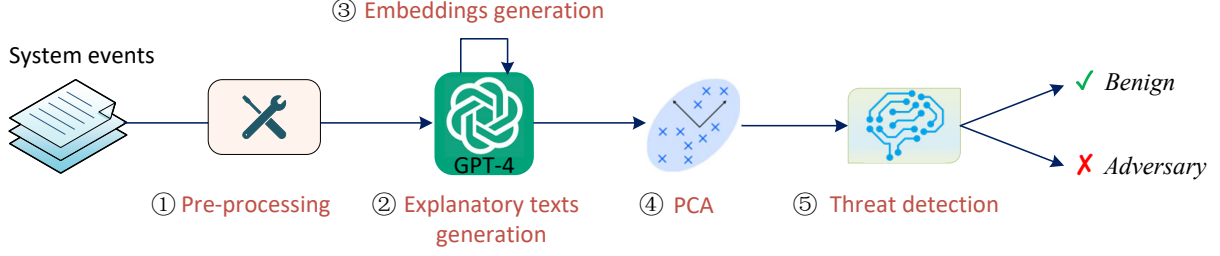 ③ Embeddings generation
System events
GPT-4
✓ Benign
✗ Adversary
① Pre-processing
② Explanatory texts
generation
④ PCA
⑤ Threat detection